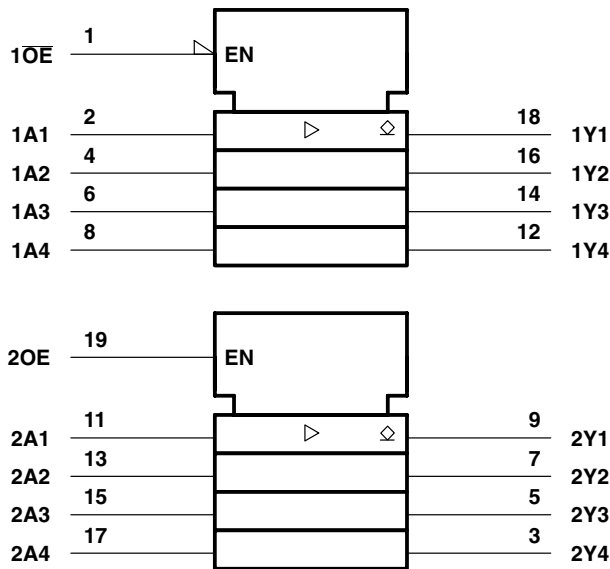 1
1O̅E̅ EN
2 18
1A1 1Y1
4 16
1A2 1Y2
6 14
1A3 1Y3
8 12
1A4 1Y4
19
2OE EN
11 9
2A1 2Y1
13 7
2A2 2Y2
15 5
2A3 2Y3
17 3
2A4 2Y4